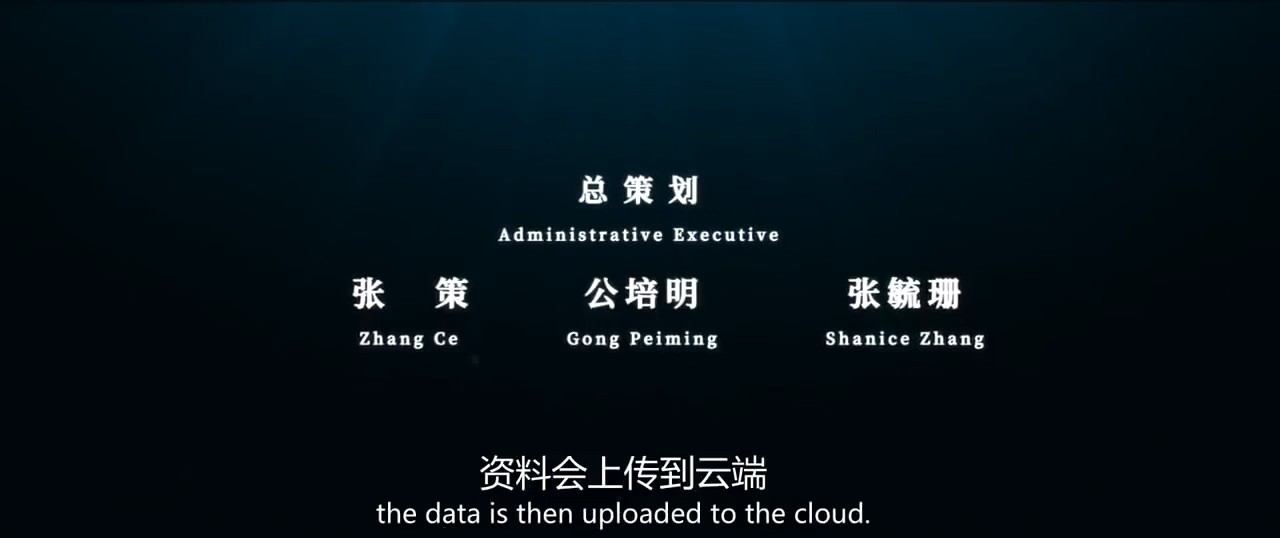 总策划
Administrative Executive
张 策 公培明 张毓珊
Zhang Ce Gong Peiming Shanice Zhang
资料会上传到云端
the data is then uploaded to the cloud.